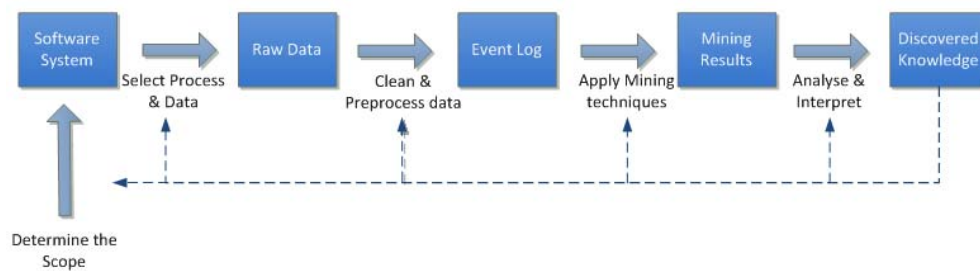 Software
System
Raw Data
Event Log
Mining
Results
Discovered
Knowledge
Select Process
& Data
Clean &
Preprocess data
Apply Mining
techniques
Analyse &
Interpret
Determine the
Scope